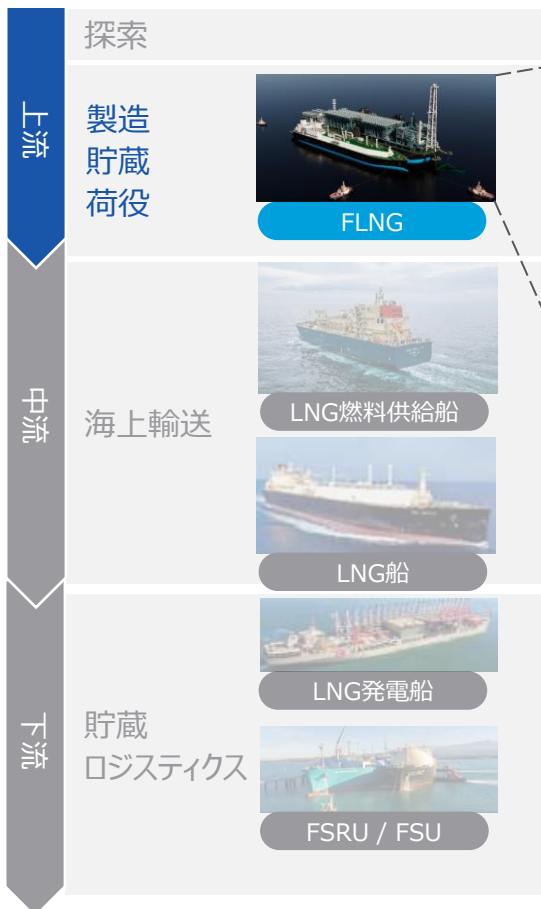 上流
探索
製造
貯蔵
荷役
FLNG
中流
海上輸送
LNG燃料供給船
LNG船
下流
貯蔵
ロジスティクス
LNG発電船
FSRU / FSU